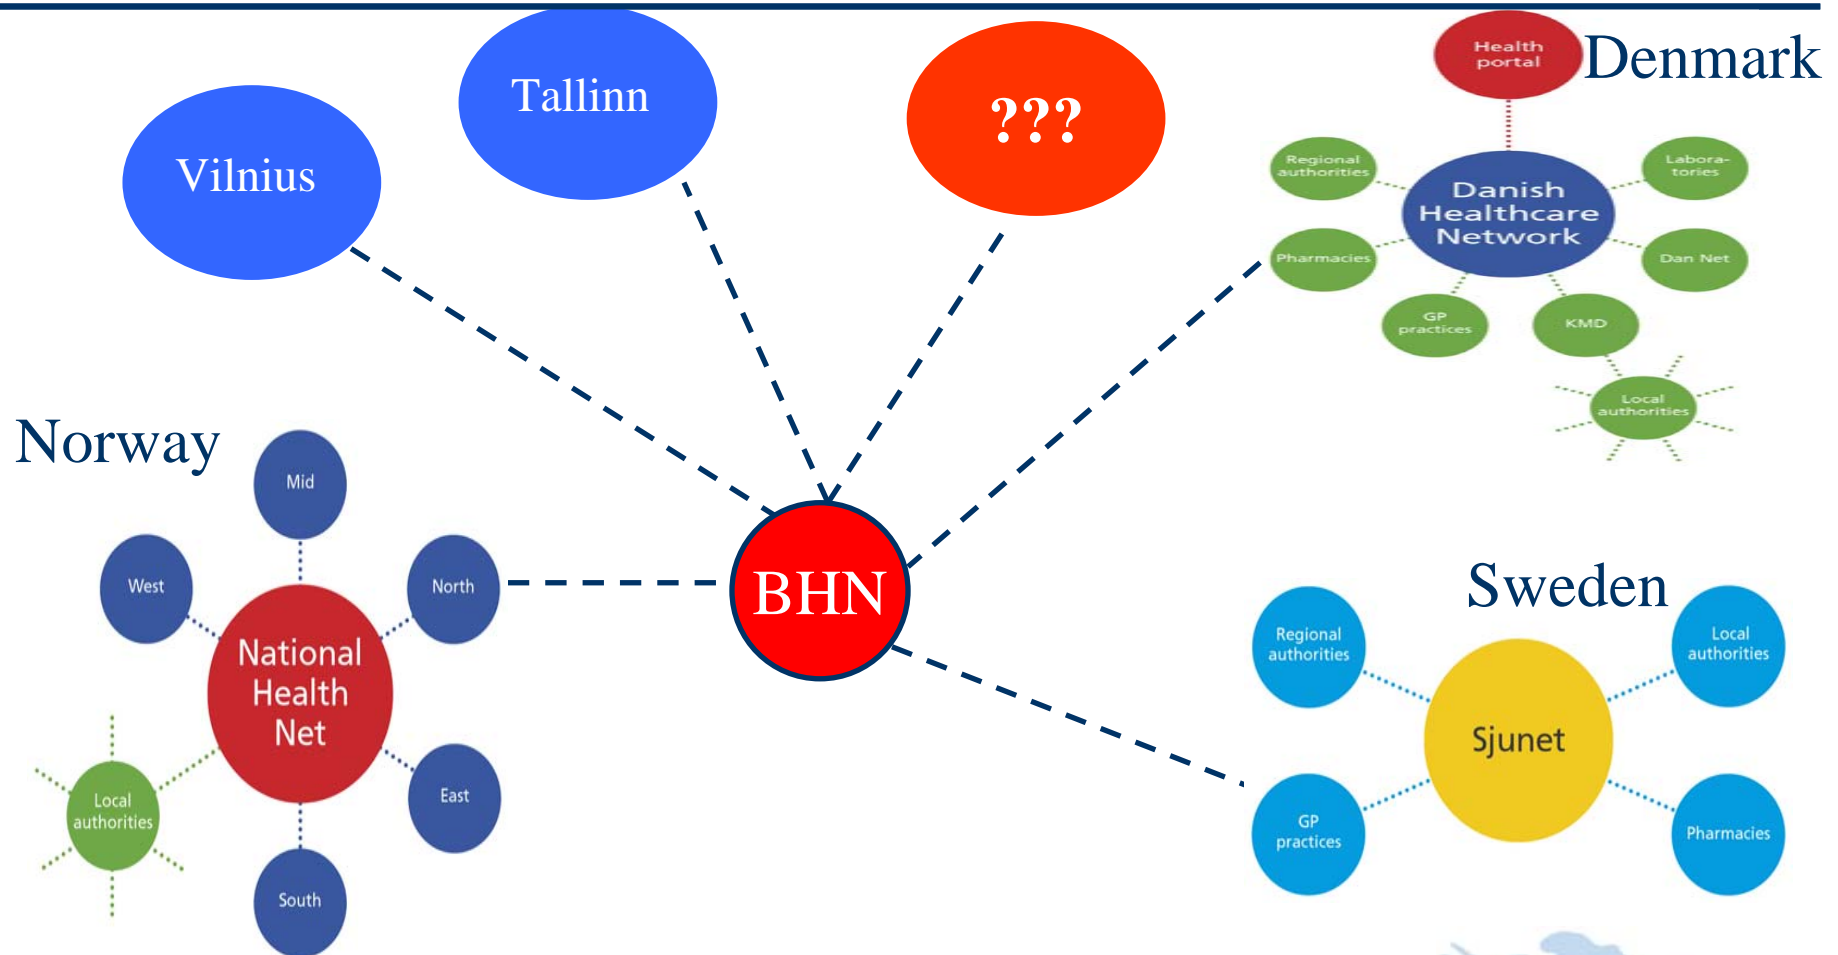 Vilnius
Tallinn
???
Denmark
Health
portal
Regional
authorities
Labora-
tories
Danish
Healthcare
Network
Pharmacies
Dan Net
GP
practices
KMD
Local
authorities
Norway
Mid
West
North
National
Health
Net
Local
authorities
East
South
BHN
Sweden
Regional
authorities
Local
authorities
Sjunet
GP
practices
Pharmacies